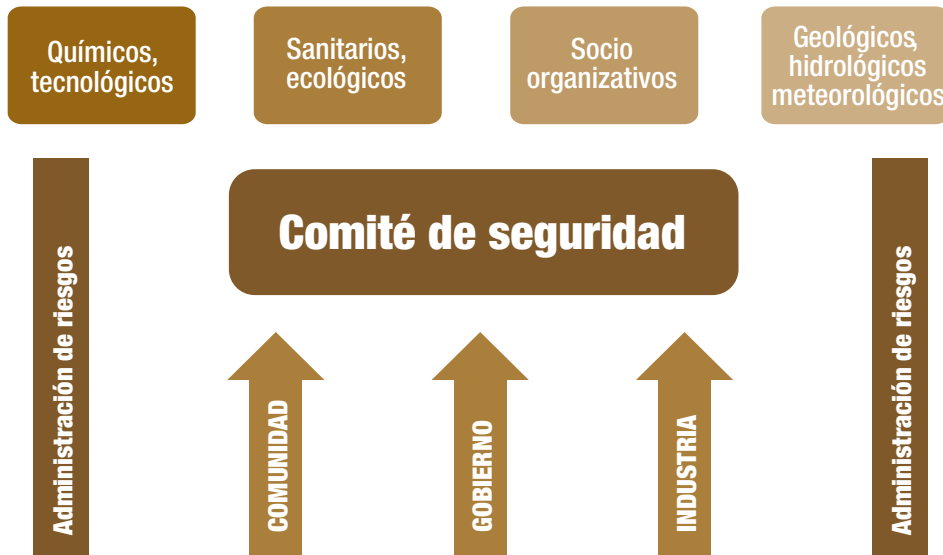 Químicos,
tecnológicos
Sanitarios,
ecológicos
Socio
organizativos
Geológicos,
hidrológicos
meteorológicos
Comité de seguridad
Administración de riesgos
COMUNIDAD
GOBIERNO
INDUSTRIA
Administración de riesgos